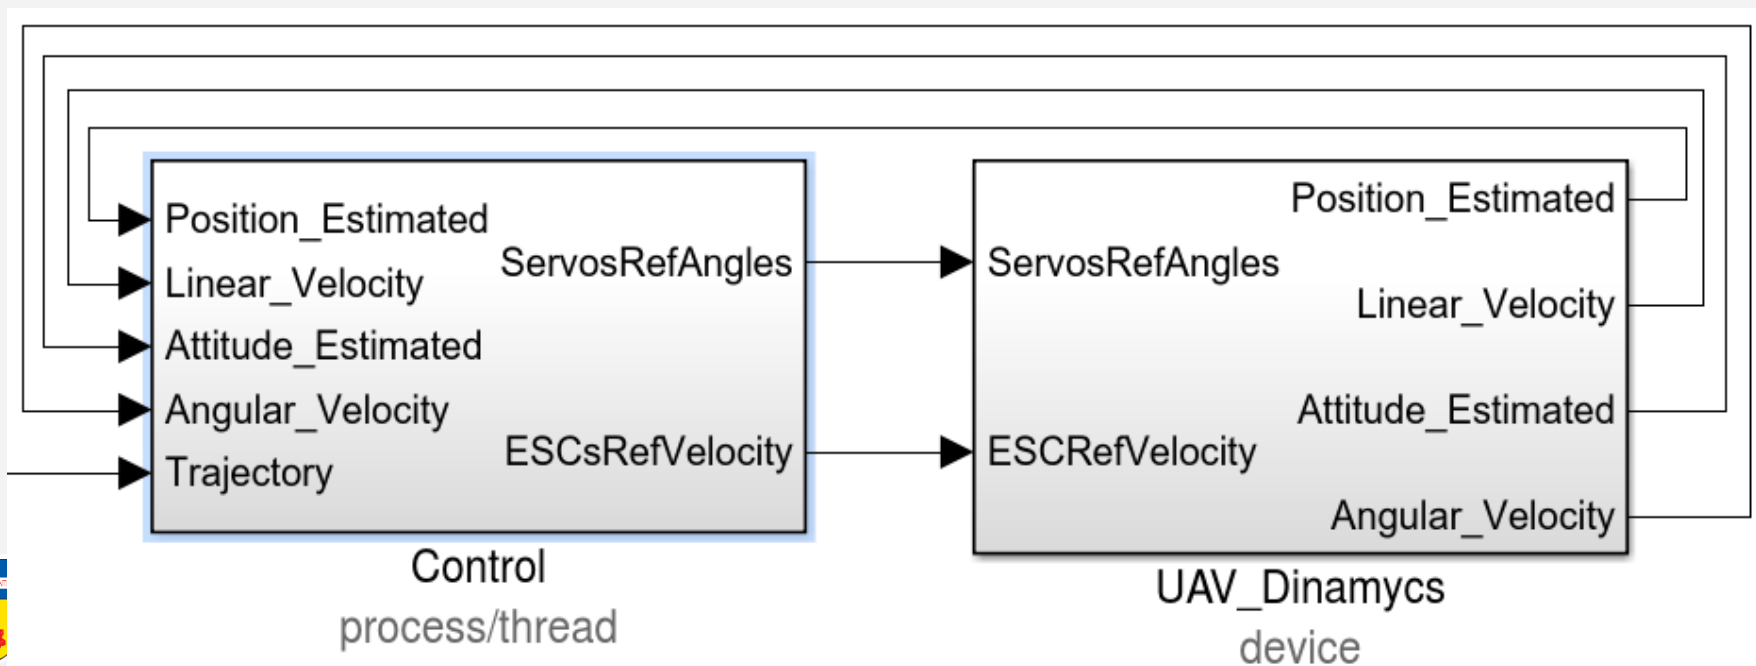 Position_Estimated
Linear_Velocity
Attitude_Estimated
Angular_Velocity
Trajectory
ServosRefAngles
ESCsRefVelocity
Control
process/thread
ServosRefAngles
ESCRefVelocity
Position_Estimated
Linear_Velocity
Attitude_Estimated
Angular_Velocity
UAV_Dinamycs
device